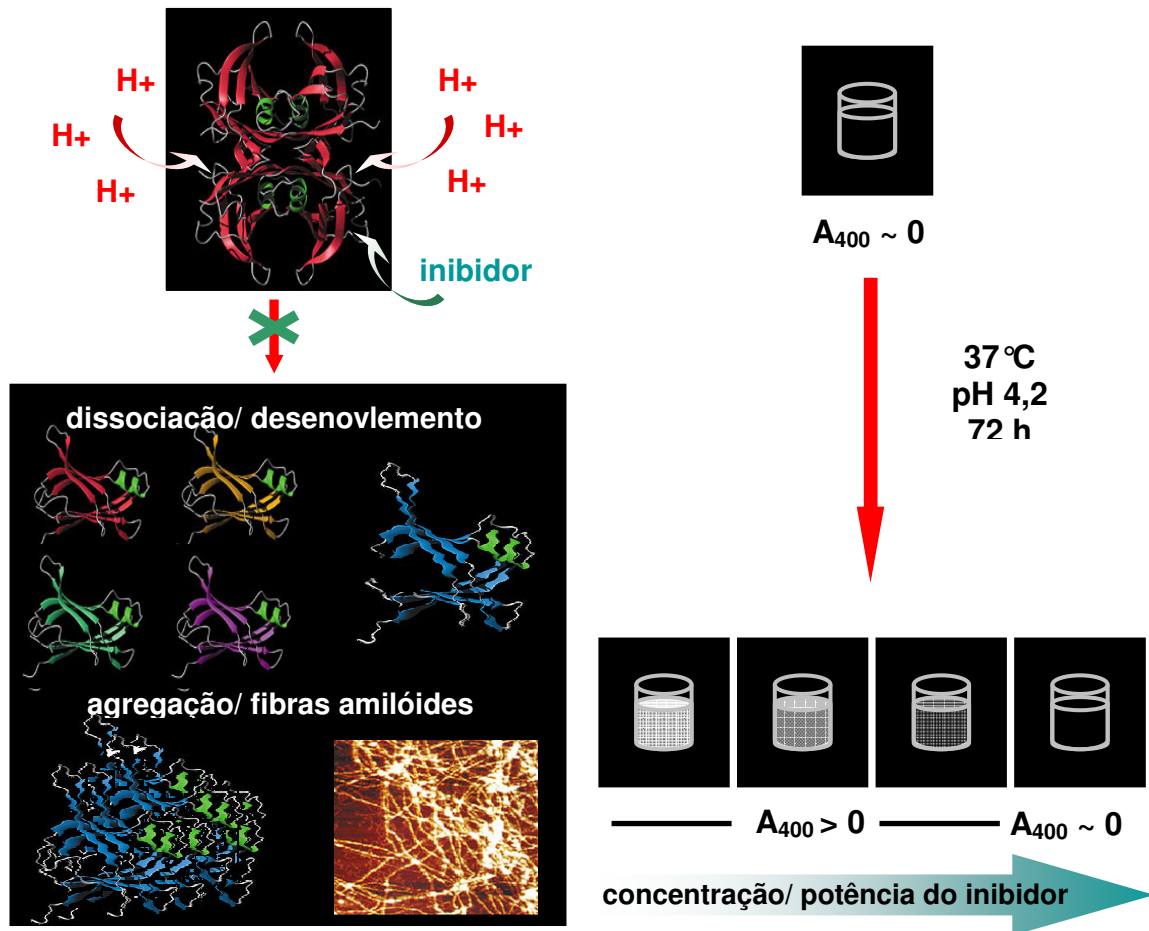 H+
H+
H+
H+
H+
H+
inibidor
dissociação/ desenovlemento
agregação/ fibras amilóides
A400 ~ 0
37°C
pH 4,2
72 h
A400 > 0
A400 ~ 0
concentração/ potência do inibidor